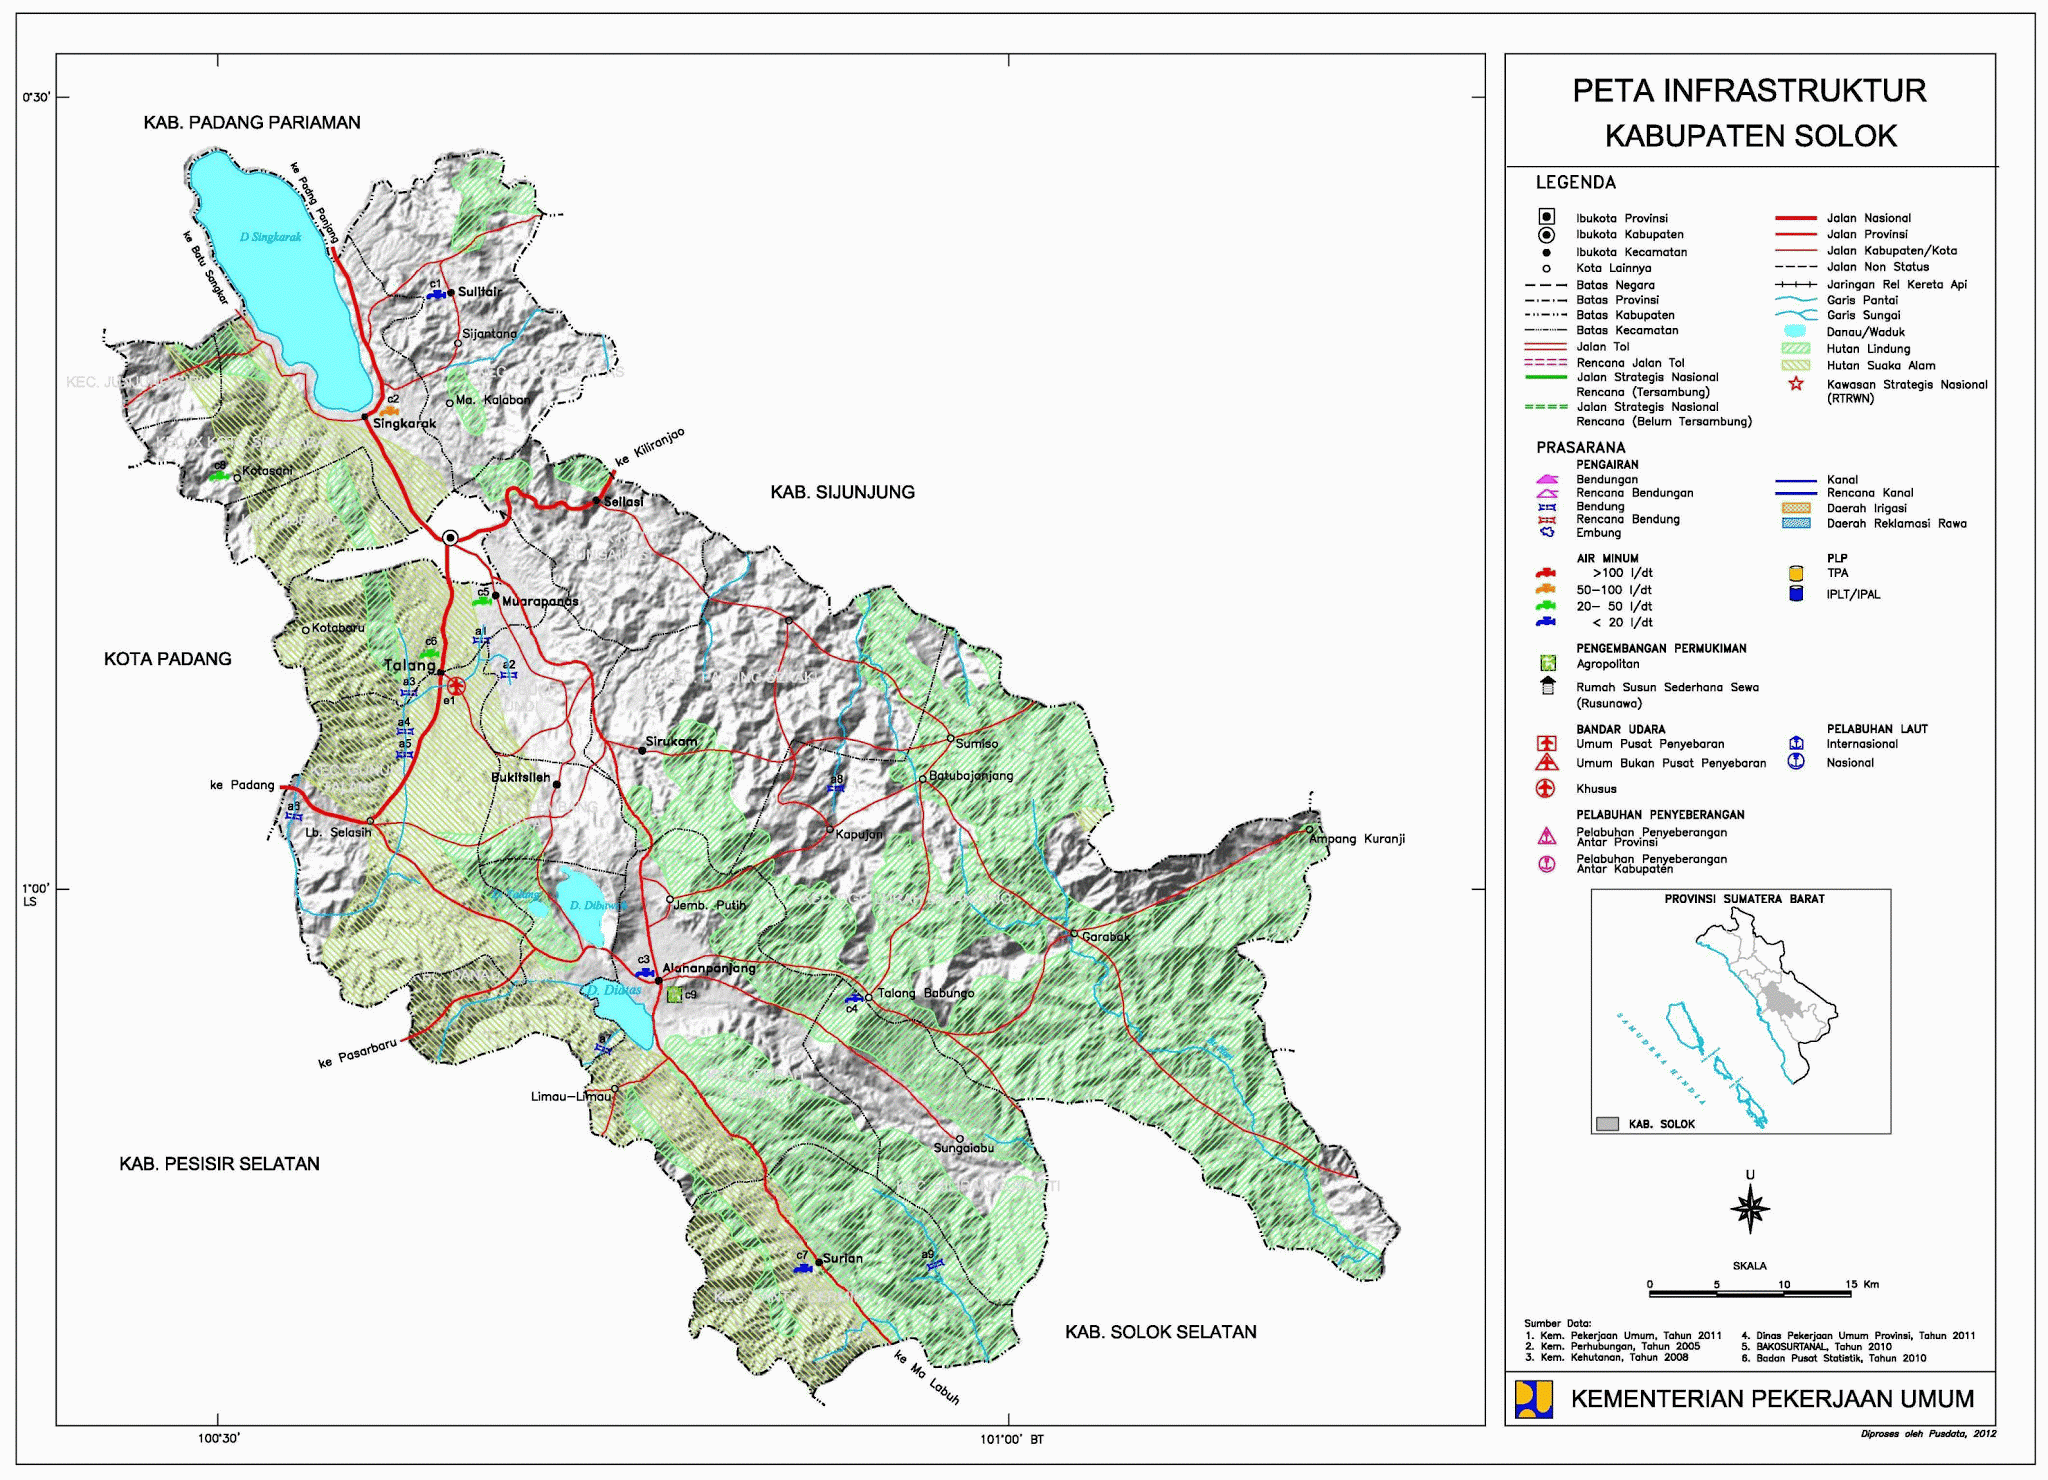 PETA INFRASTRUKTUR
KABUPATEN SOLOK
LEGENDA
Ibukota Provinsi
Ibukota Kabupaten
Ibukota Kecamatan
Kota Lainnya
Batas Negara
Batas Provinsi
Batas Kabupaten
Batas Kecamatan
Jalan Tol
Rencana Jalan Tol
Jalan Strategis Nasional
Rencana (Tersambung)
Jalan Strategis Nasional
Rencana (Belum Tersambung)
Jalan Nasional
Jalan Provinsi
Jalan Kabupaten/Kota
Jalan Non Status
Jaringan Rel Kereta Api
Garis Pantai
Garis Sungai
Danau/Waduk
Hutan Lindung
Hutan Suaka Alam
Kawasan Strategis Nasional
(RTRWN)
PRASARANA
PENGAIRAN
Bendungan
Rencana Bendungan
Bendung
Rencana Bendung
Embung
Kanal
Rencana Kanal
Daerah Irigasi
Daerah Reklamasi Rawa
AIR MINUM
>100 l/dt
50-100 l/dt
20- 50 l/dt
< 20 l/dt
PLP
TPA
IPLT/IPAL
PENGEMBANGAN PERMUKIMAN
Agropolitan
Rumah Susun Sederhana Sewa
(Rusunawa)
BANDAR UDARA
Umum Pusat Penyebaran
Umum Bukan Pusat Penyebaran
Khusus
PELABUHAN LAUT
Internasional
Nasional
PELABUHAN PENYEBERANGAN
Pelabuhan Penyeberangan
Antar Provinsi
Pelabuhan Penyeberangan
Antar Kabupaten
PROVINSI SUMATERA BARAT
SAMUDERA HINDIA
KAB. SOLOK
U
SKALA
0 5 10 15 Km
Sumber Data:
1. Kem. Pekerjaan Umum, Tahun 2011
2. Kem. Perhubungan, Tahun 2005
3. Kem. Kehutanan, Tahun 2008
4. Dinas Pekerjaan Umum Provinsi, Tahun 2011
5. BAKOSURTANAL, Tahun 2010
6. Badan Pusat Statistik, Tahun 2010
KEMENTERIAN PEKERJAAN UMUM
Diproses oleh Pusdata, 2012
0°30'
1°00'
LS
100°30'
101°00' BT
KAB. PADANG PARIAMAN
KAB. SIJUNJUNG
KOTA PADANG
KAB. PESISIR SELATAN
KAB. SOLOK SELATAN
ke Padng Panjang
ke Batu Sangkar
D Singkarak
c1
Sulitair
Sijantang
c2
Ma. Kalaban
Singkarak
c8
Kotasani
ke Kiliranjao
Seilasi
c5
Muarapanas
Kotabaru
a1
c6
Talang
a2
a3
e1
a4
a5
Sirukam
Sumiso
Bukitsileh
a8
Batubajanjang
ke Padang
a6
Lb. Selasih
Kapujan
Ampang Kuranji
D. Talang
Jemb. Putih
Garabak
c3
Alahanpanjang
c9
c4
Talang Babungo
ke Pasarbaru
Limau-Limau
Sungaiabu
c7
Surian
a9
ke Ma Labuh